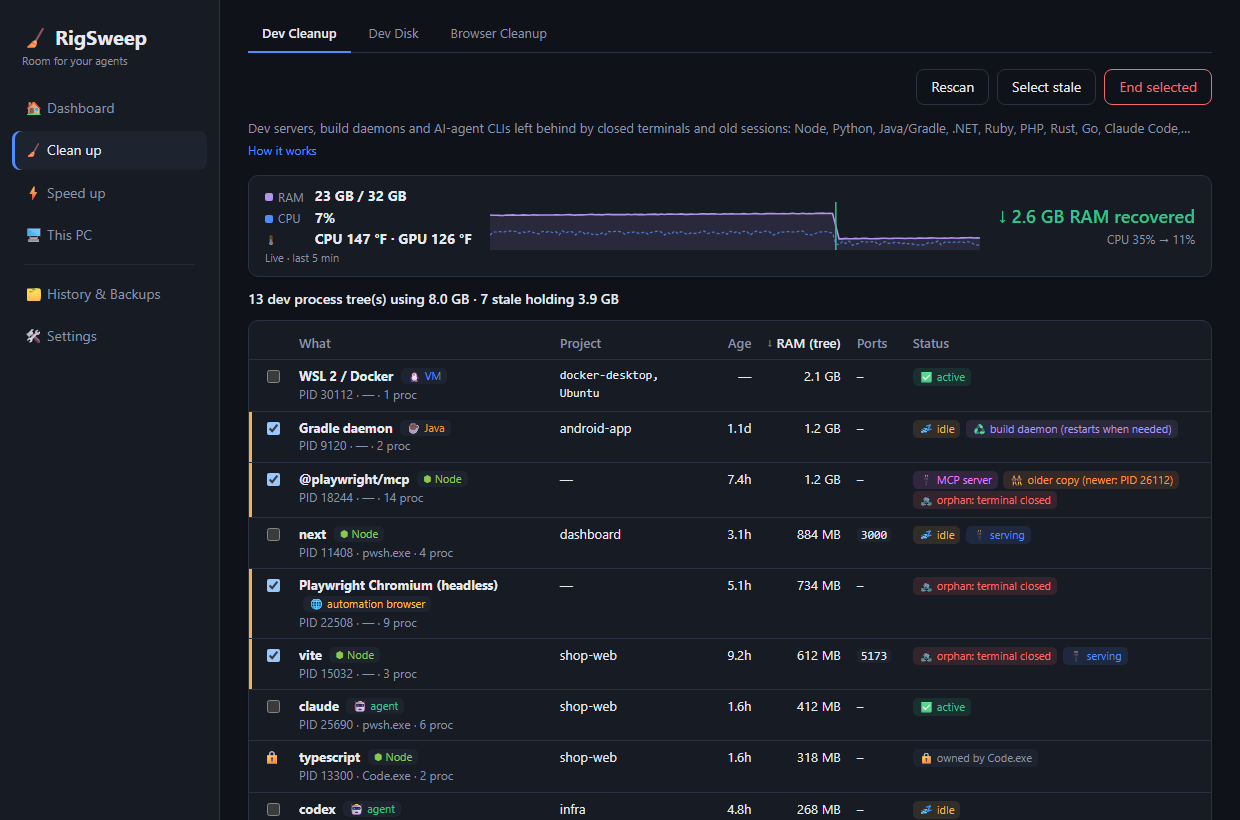 RigSweep
Room for your agents
Dashboard
Clean up
Speed up
This PC
History & Backups
Settings
Dev Cleanup
Dev Disk
Browser Cleanup
Rescan
Select stale
End selected
Dev servers, build daemons and AI-agent CLIs left behind by closed terminals and old sessions: Node, Python, Java/Gradle, .NET, Ruby, PHP, Rust, Go, Claude Code,...
How it works
RAM 23 GB / 32 GB
CPU 7%
CPU 147 °F · GPU 126 °F
Live · last 5 min
↓ 2.6 GB RAM recovered
CPU 35% → 11%
13 dev process tree(s) using 8.0 GB · 7 stale holding 3.9 GB
What Project Age ↓ RAM (tree) Ports Status
WSL 2 / Docker VM docker-desktop, — 2.1 GB – active
PID 30112 · — · 1 proc Ubuntu
Gradle daemon Java android-app 1.1d 1.2 GB – idle build daemon (restarts when needed)
PID 9120 · — · 2 proc
@playwright/mcp Node — 7.4h 1.2 GB – MCP server older copy (newer: PID 26112)
PID 18244 · — · 14 proc orphan: terminal closed
next Node dashboard 3.1h 884 MB 3000 idle serving
PID 11408 · pwsh.exe · 4 proc
Playwright Chromium (headless) — 5.1h 734 MB – orphan: terminal closed
automation browser
PID 22508 · — · 9 proc
vite Node shop-web 9.2h 612 MB 5173 orphan: terminal closed serving
PID 15032 · — · 3 proc
claude agent shop-web 1.6h 412 MB – active
PID 25690 · pwsh.exe · 6 proc
typescript Node shop-web 1.6h 318 MB – owned by Code.exe
PID 13300 · Code.exe · 2 proc
codex agent infra 4.8h 268 MB – idle